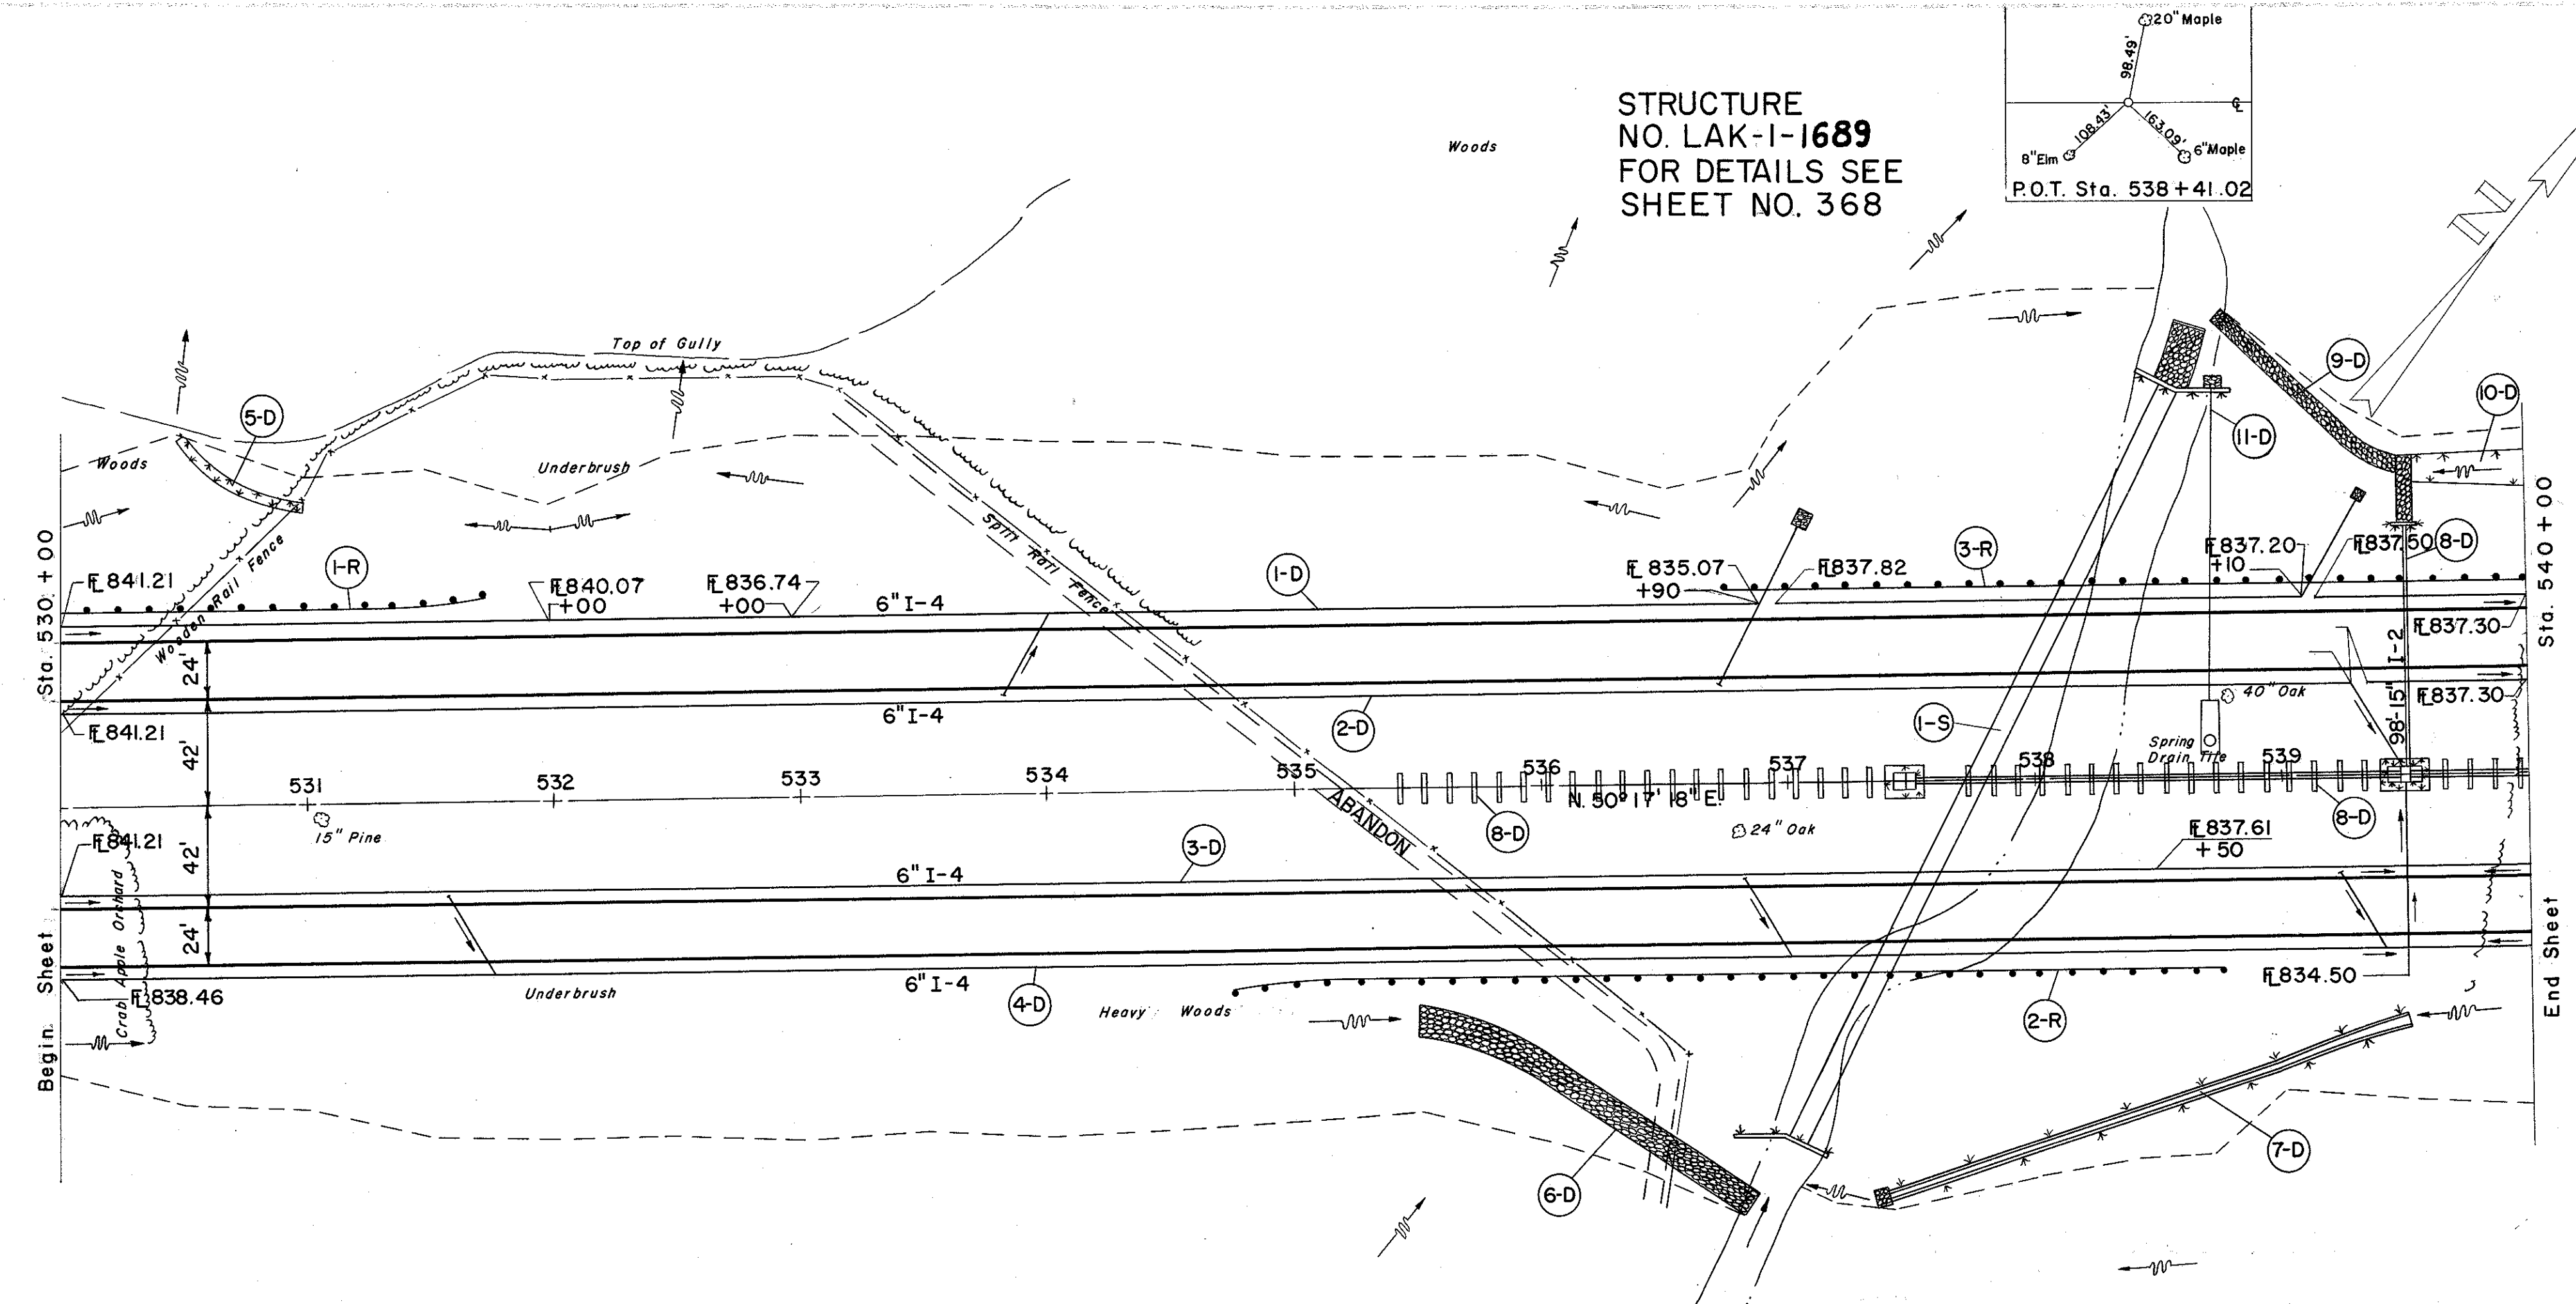 20" Maple
98.49'
℄
108.43'
163.09'
8" Elm
6" Maple
P.O.T. Sta. 538+41.02
STRUCTURE
NO. LAK-1-1689
FOR DETAILS SEE
SHEET NO. 368
Woods
N
Top of Gully
5-D
Woods
Underbrush
9-D
10-D
11-D
Split Rail Fence
Wooden Rail Fence
1-R
1-D
3-R
8-D
FL 841.21
FL 840.07
+00
FL 836.74
+00
6" I-4
FL 835.07
+90
FL 837.82
FL 837.20
+10
FL 837.50
FL 837.30
Sta. 530+00
Sta. 540+00
24'
42'
42'
24'
FL 841.21
6" I-4
2-D
1-S
40" Oak
FL 837.30
98'-15" I-2
Spring
Drain Tile
531
532
533
534
535
536
537
538
539
N. 50° 17' 18" E.
15" Pine
ABANDON
8-D
24" Oak
8-D
FL 841.21
3-D
6" I-4
FL 837.61
+50
Crab Apple Orchard
Begin Sheet
End Sheet
FL 838.46
Underbrush
6" I-4
4-D
Heavy Woods
2-R
FL 834.50
6-D
7-D